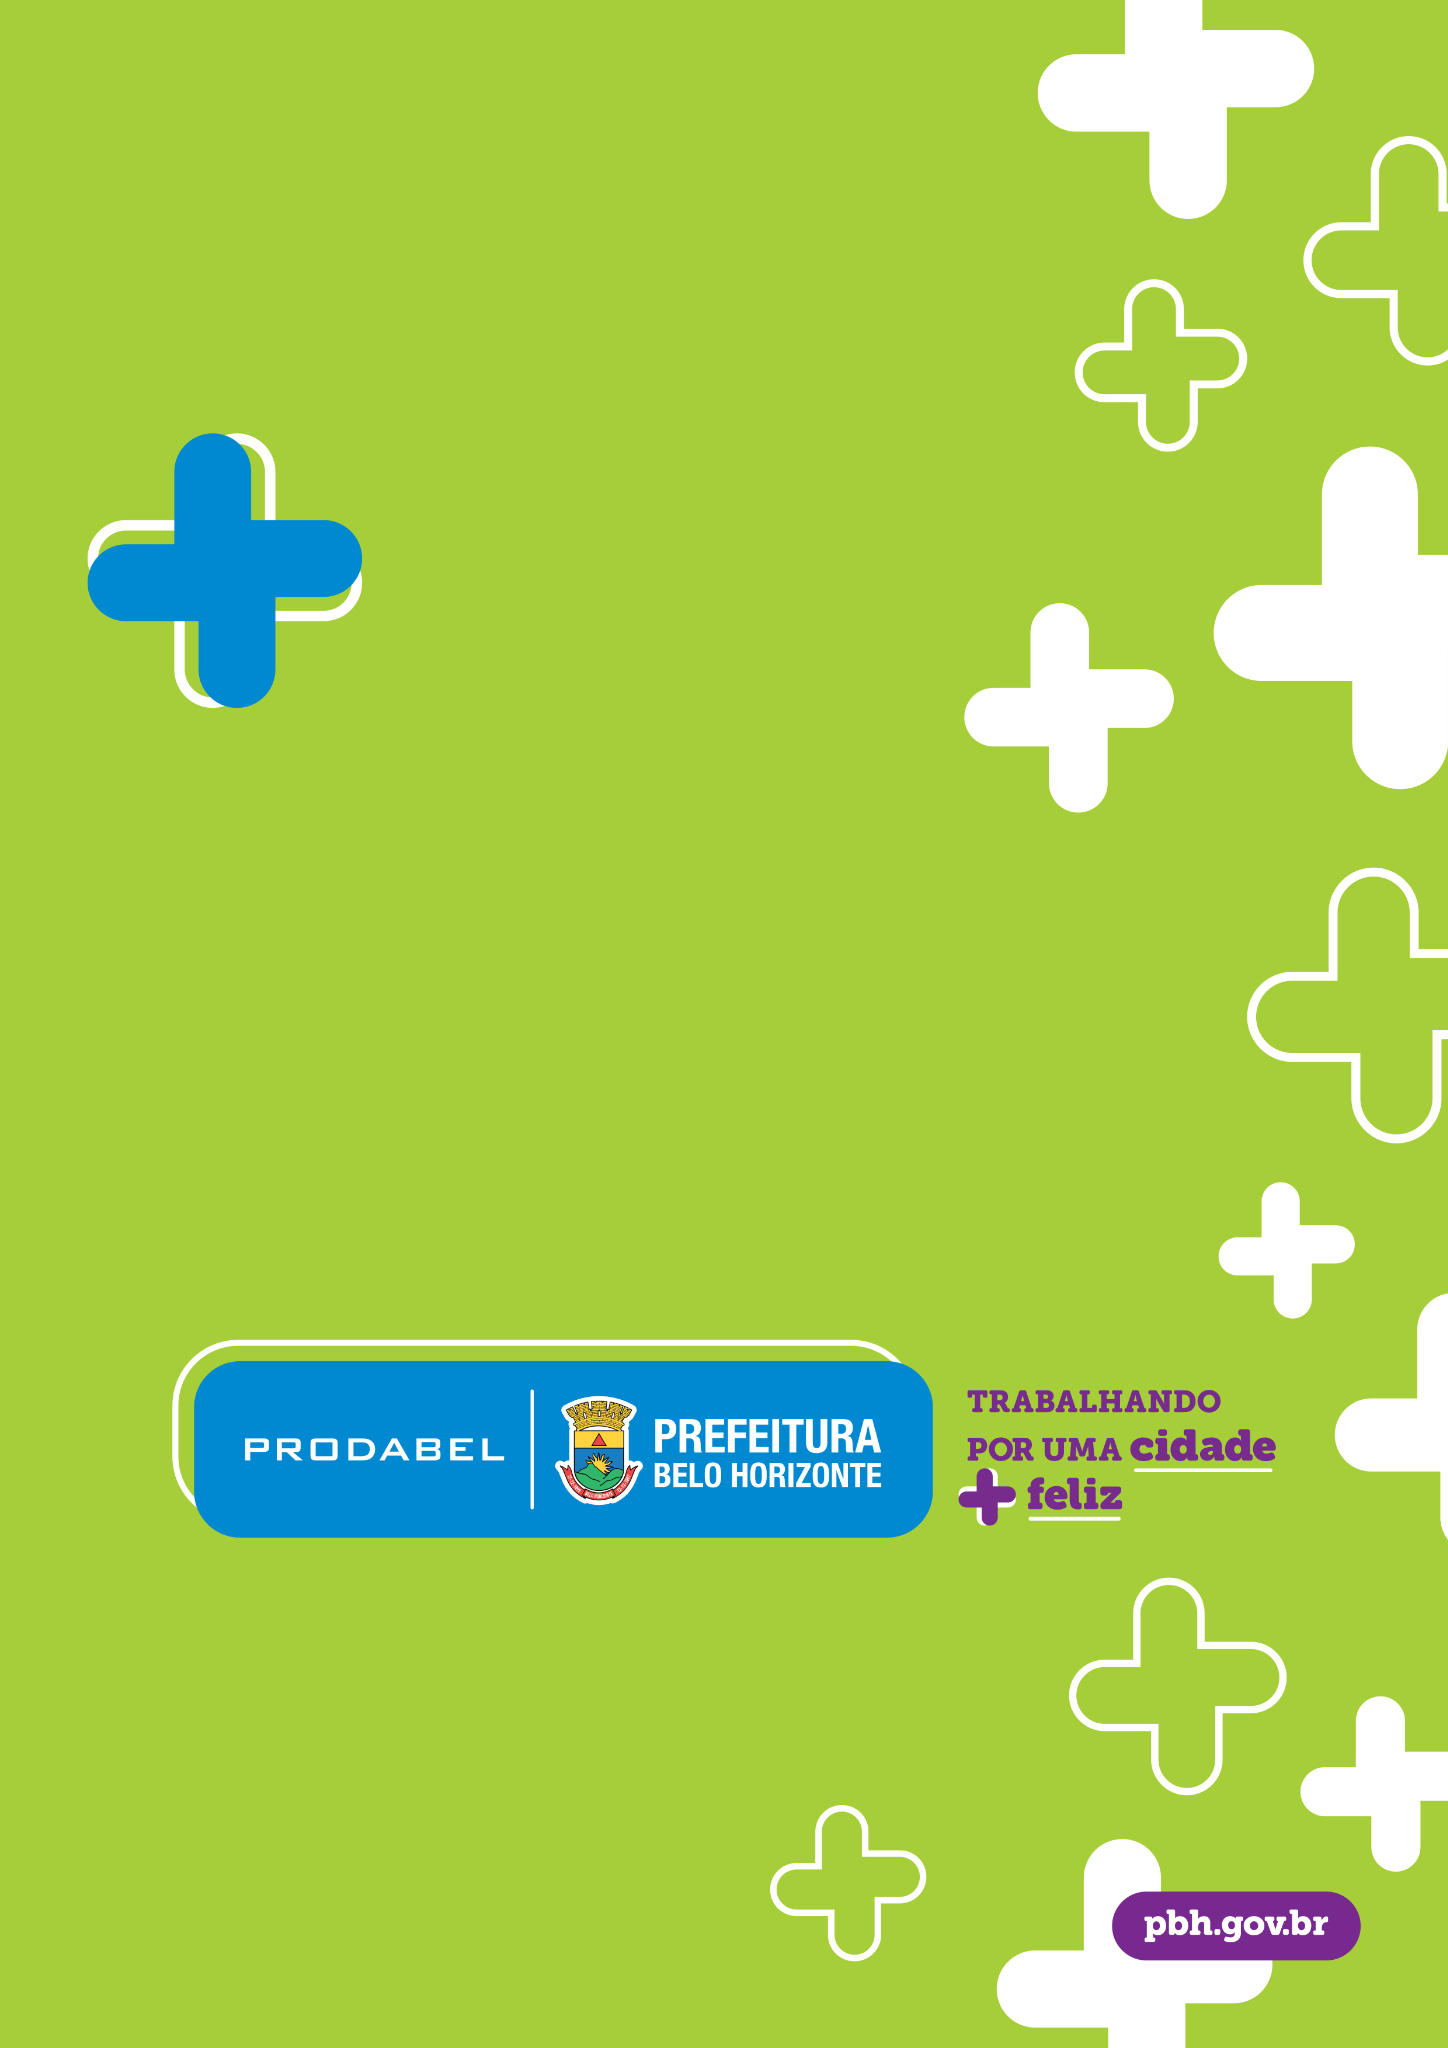 PRODABEL
PREFEITURA
BELO HORIZONTE
TRABALHANDO
POR UMA cidade
+ feliz
pbh.gov.br